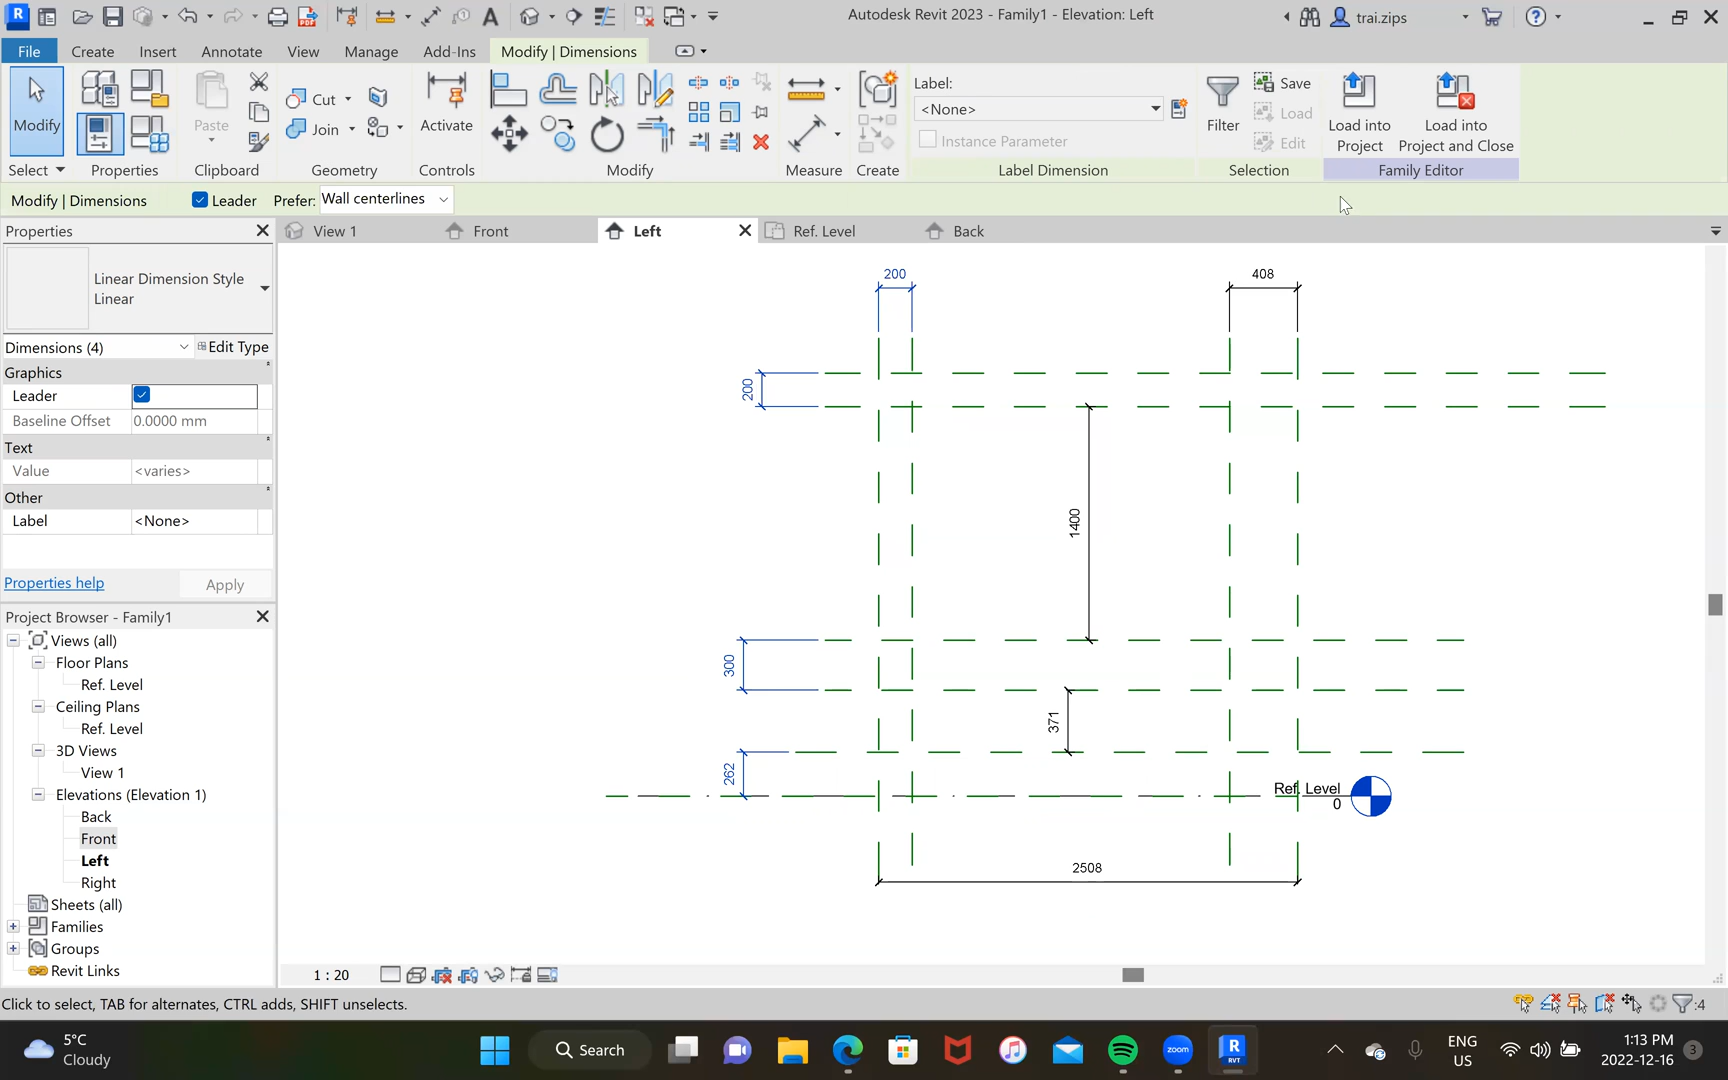 Autodesk Revit 2023 - Family1 - Elevation: Left
trai.zips
File Create Insert Annotate View Manage Add-Ins Modify | Dimensions
Modify
Select
Properties
Paste
Clipboard
Cut
Join
Geometry
Activate
Controls
Modify
Measure
Create
Label:
<None>
Instance Parameter
Label Dimension
Filter
Save
Load
Edit
Selection
Load into
Project
Load into
Project and Close
Family Editor
Modify | Dimensions Leader Prefer: Wall centerlines
Properties
Linear Dimension Style
Linear
Dimensions (4) Edit Type
Graphics
Leader
Baseline Offset 0.0000 mm
Text
Value <varies>
Other
Label <None>
Properties help Apply
Project Browser - Family1
Views (all)
Floor Plans
Ref. Level
Ceiling Plans
Ref. Level
3D Views
View 1
Elevations (Elevation 1)
Back
Front
Left
Right
Sheets (all)
Families
Groups
Revit Links
View 1 Front Left Ref. Level Back
200
408
200
1400
300
371
262
Ref. Level
0
2508
1 : 20
Click to select, TAB for alternates, CTRL adds, SHIFT unselects.
:4
5°C
Cloudy
Search
zoom
R
RVT
ENG
US
1:13 PM
2022-12-16
3